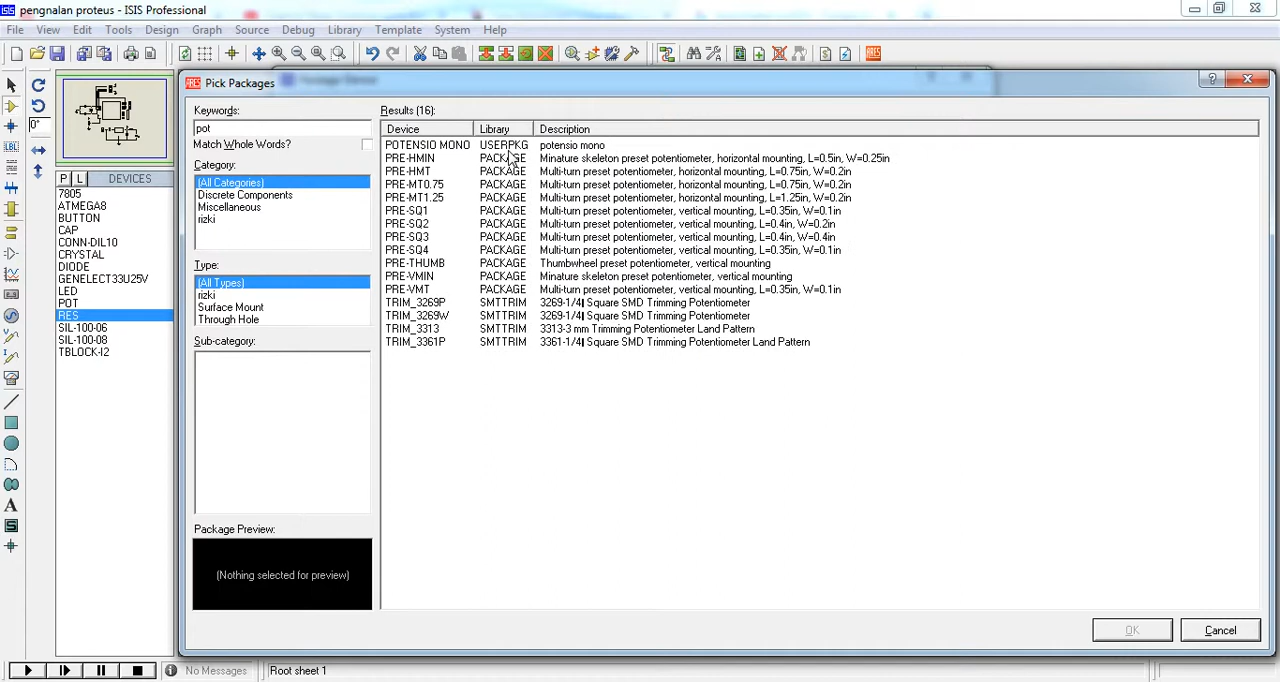 ISIS pengnalan proteus - ISIS Professional
File View Edit Tools Design Graph Source Debug Library Template System Help
ARES
ARES Pick Packages
Keywords:
pot
Match Whole Words?
Category:
(All Categories)
Discrete Components
Miscellaneous
rizki
Type:
(All Types)
rizki
Surface Mount
Through Hole
Sub-category:
Package Preview:
(Nothing selected for preview)
Results (16):
Device Library Description
POTENSIO MONO USERPKG potensio mono
PRE-HMIN PACKAGE Minature skeleton preset potentiometer, horizontal mounting, L=0.5in, W=0.25in
PRE-HMT PACKAGE Multi-turn preset potentiometer, horizontal mounting, L=0.75in, W=0.2in
PRE-MT0.75 PACKAGE Multi-turn preset potentiometer, horizontal mounting, L=0.75in, W=0.2in
PRE-MT1.25 PACKAGE Multi-turn preset potentiometer, horizontal mounting, L=1.25in, W=0.2in
PRE-SQ1 PACKAGE Multi-turn preset potentiometer, vertical mounting, L=0.35in, W=0.1in
PRE-SQ2 PACKAGE Multi-turn preset potentiometer, vertical mounting, L=0.4in, W=0.2in
PRE-SQ3 PACKAGE Multi-turn preset potentiometer, vertical mounting, L=0.4in, W=0.4in
PRE-SQ4 PACKAGE Multi-turn preset potentiometer, vertical mounting, L=0.35in, W=0.1in
PRE-THUMB PACKAGE Thumbwheel preset potentiometer, vertical mounting
PRE-VMIN PACKAGE Minature skeleton preset potentiometer, vertical mounting
PRE-VMT PACKAGE Multi-turn preset potentiometer, vertical mounting, L=0.35in, W=0.1in
TRIM_3269P SMTTRIM 3269-1/4 Square SMD Trimming Potentiometer
TRIM_3269W SMTTRIM 3269-1/4 Square SMD Trimming Potentiometer
TRIM_3313 SMTTRIM 3313-3 mm Trimming Potentiometer Land Pattern
TRIM_3361P SMTTRIM 3361-1/4 Square SMD Trimming Potentiometer Land Pattern
OK Cancel
0°
LBL
A
S
P L DEVICES
7805
ATMEGA8
BUTTON
CAP
CONN-DIL10
CRYSTAL
DIODE
GENELECT33U25V
LED
POT
RES
SIL-100-06
SIL-100-08
TBLOCK-I2
No Messages Root sheet 1